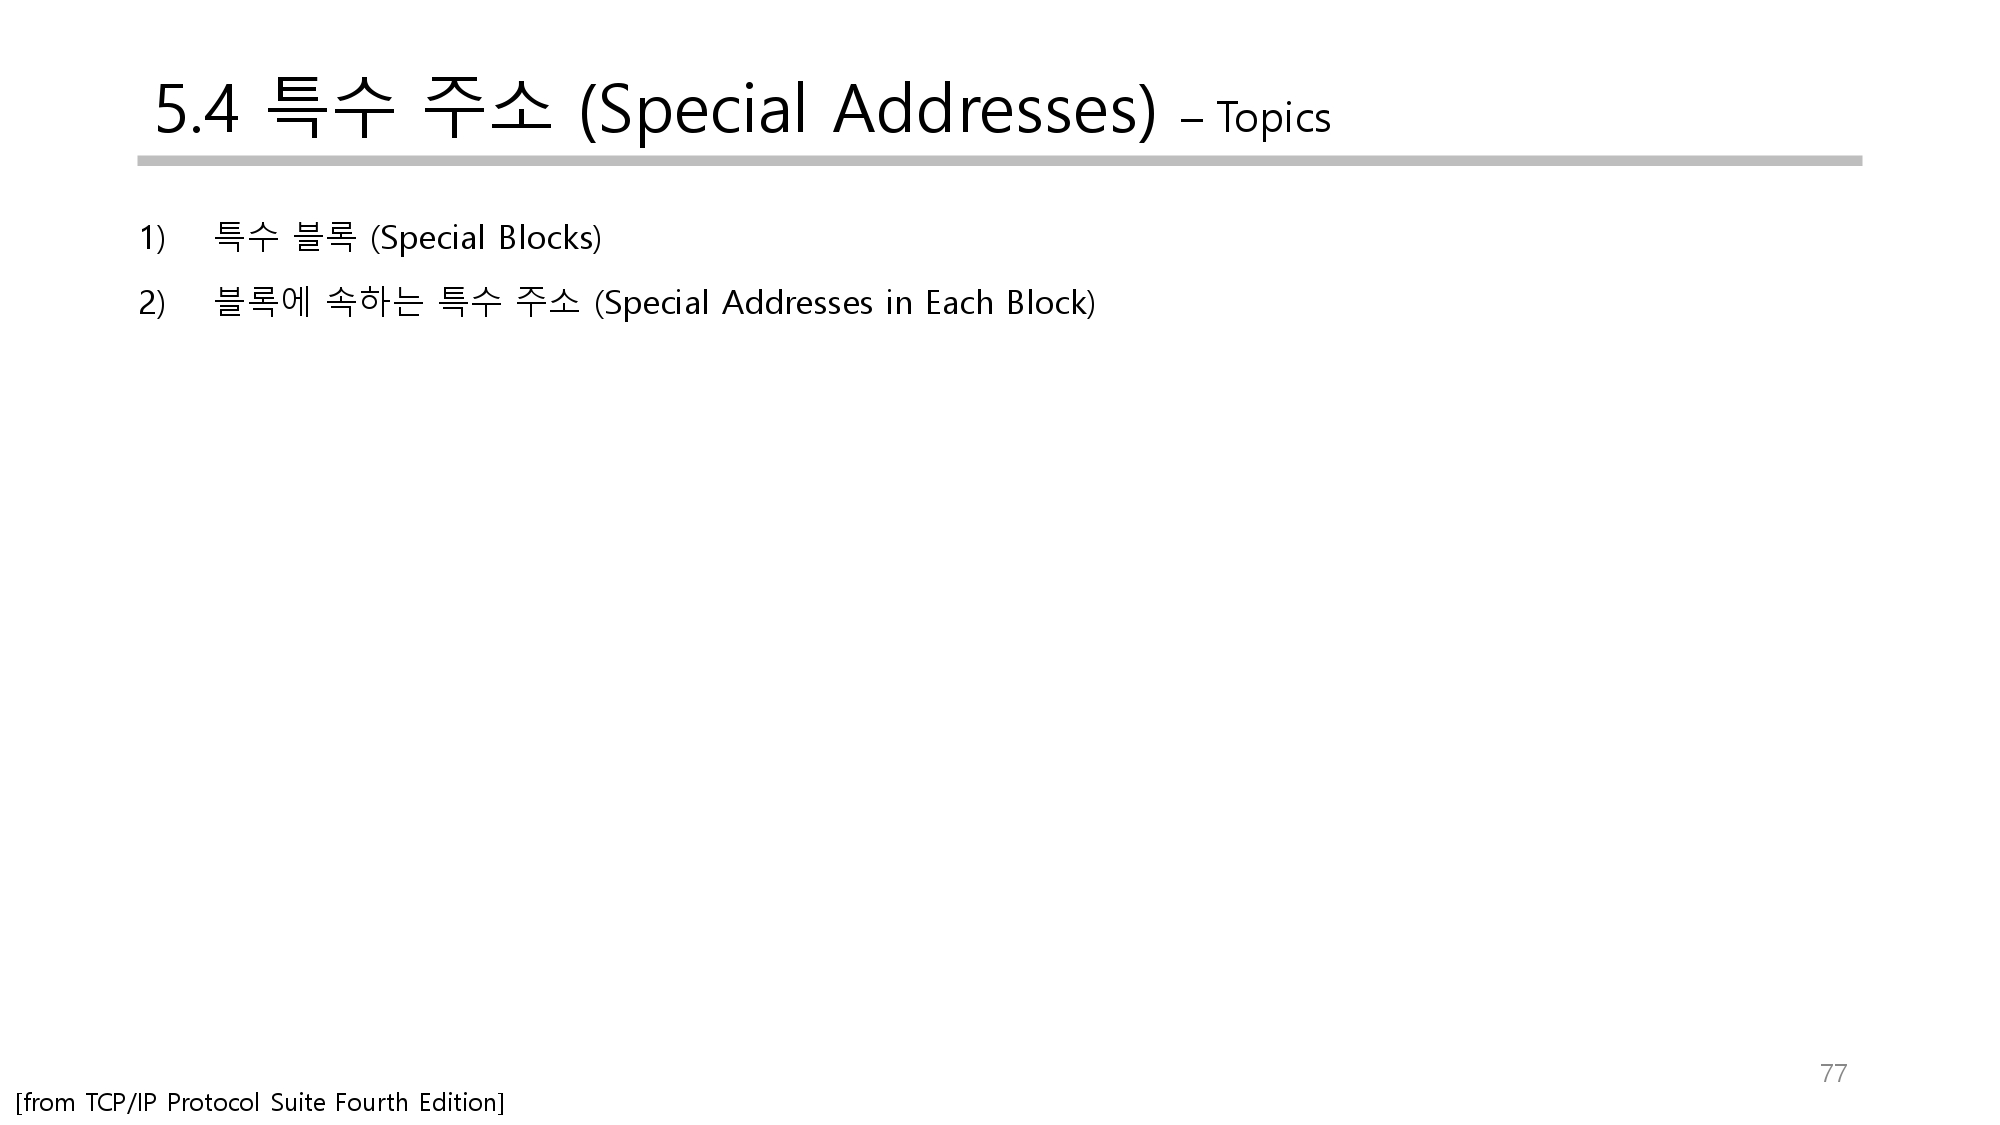 5.4 특수 주소 (Special Addresses) – Topics
1) 특수 블록 (Special Blocks)
2) 블록에 속하는 특수 주소 (Special Addresses in Each Block)
77
[from TCP/IP Protocol Suite Fourth Edition]